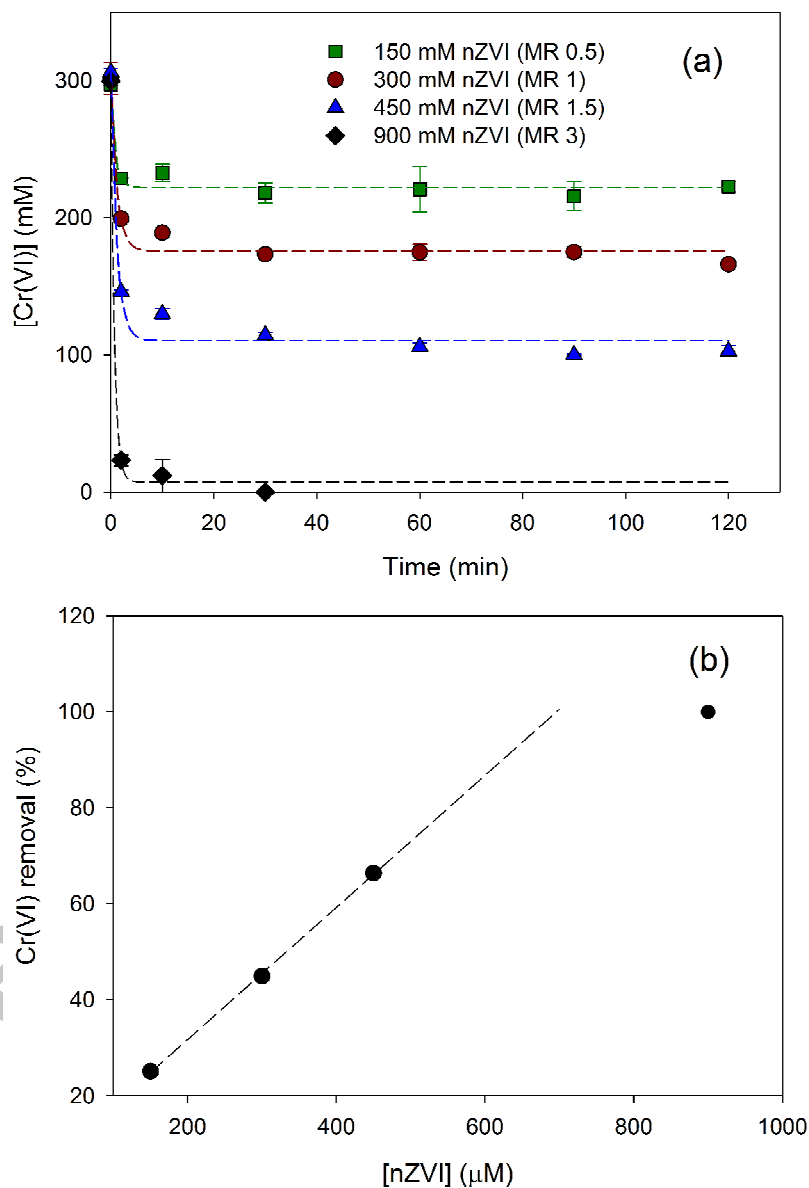 (a)
150 mM nZVI (MR 0.5)
300 mM nZVI (MR 1)
450 mM nZVI (MR 1.5)
900 mM nZVI (MR 3)
300
200
100
0
[Cr(VI)] (mM)
0 20 40 60 80 100 120
Time (min)
(b)
120
100
80
60
40
20
Cr(VI) removal (%)
200 400 600 800 1000
[nZVI] (μM)